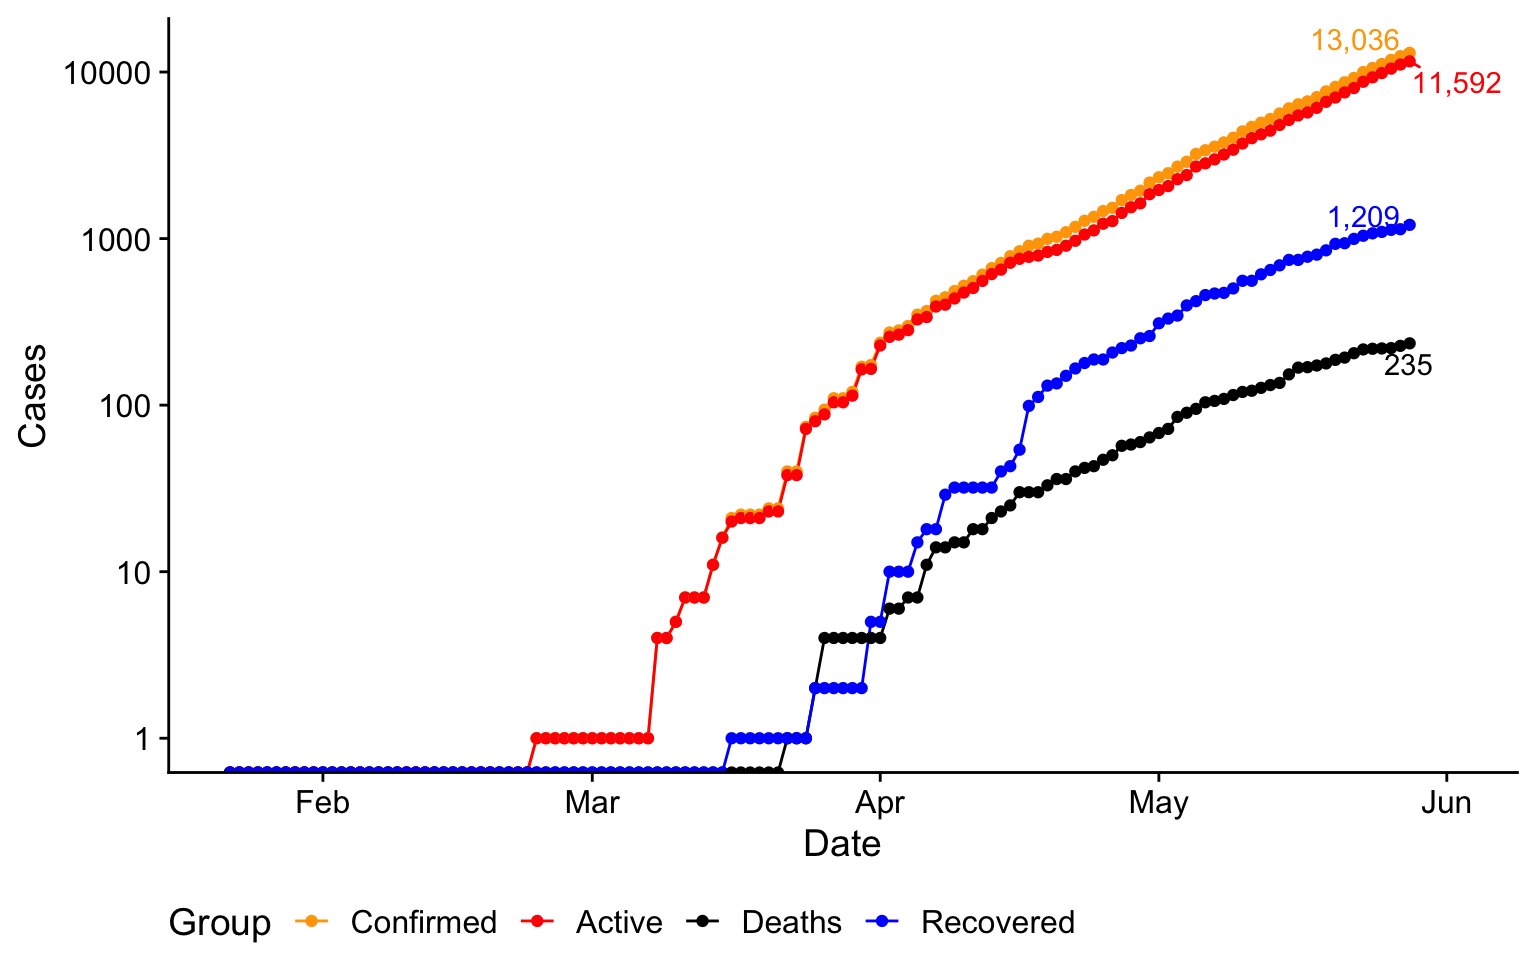 13,036
10000
11,592
1,209
1000
Cases
235
100
10
1
Feb Mar Apr May Jun
Date
Group Confirmed Active Deaths Recovered